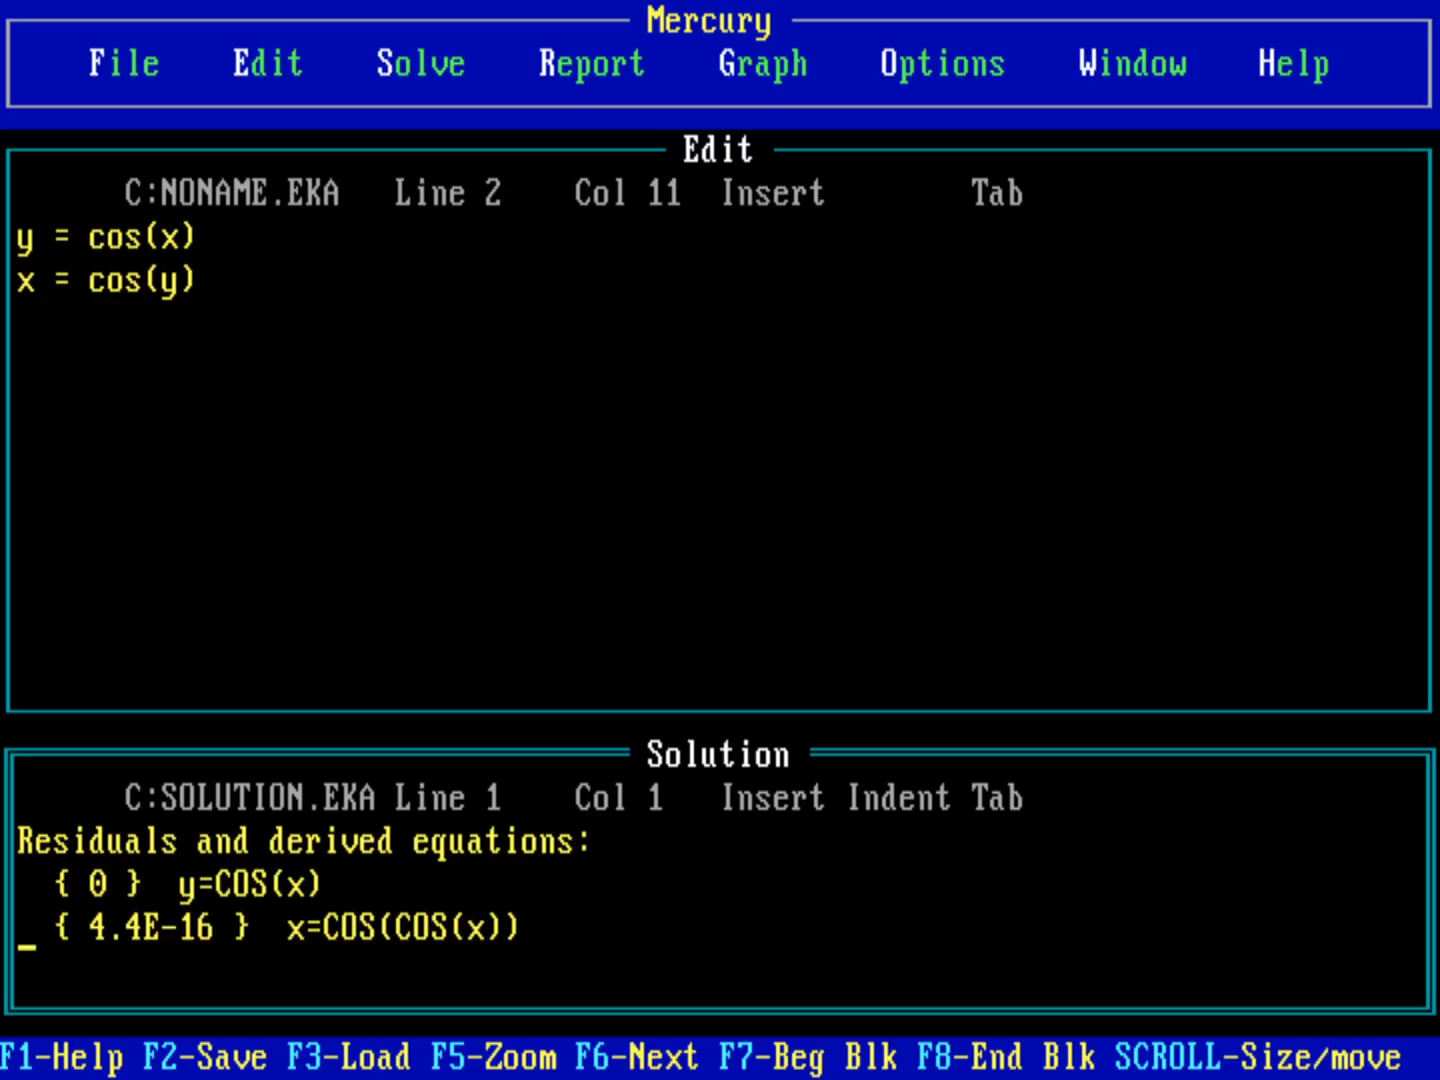 Mercury
File Edit Solve Report Graph Options Window Help
Edit
C:NONAME.EKA Line 2 Col 11 Insert Tab
y = cos(x)
x = cos(y)
Solution
C:SOLUTION.EKA Line 1 Col 1 Insert Indent Tab
Residuals and derived equations:
{ 0 } y=COS(x)
{ 4.4E-16 } x=COS(COS(x))
F1-Help F2-Save F3-Load F5-Zoom F6-Next F7-Beg Blk F8-End Blk SCROLL-Size/move